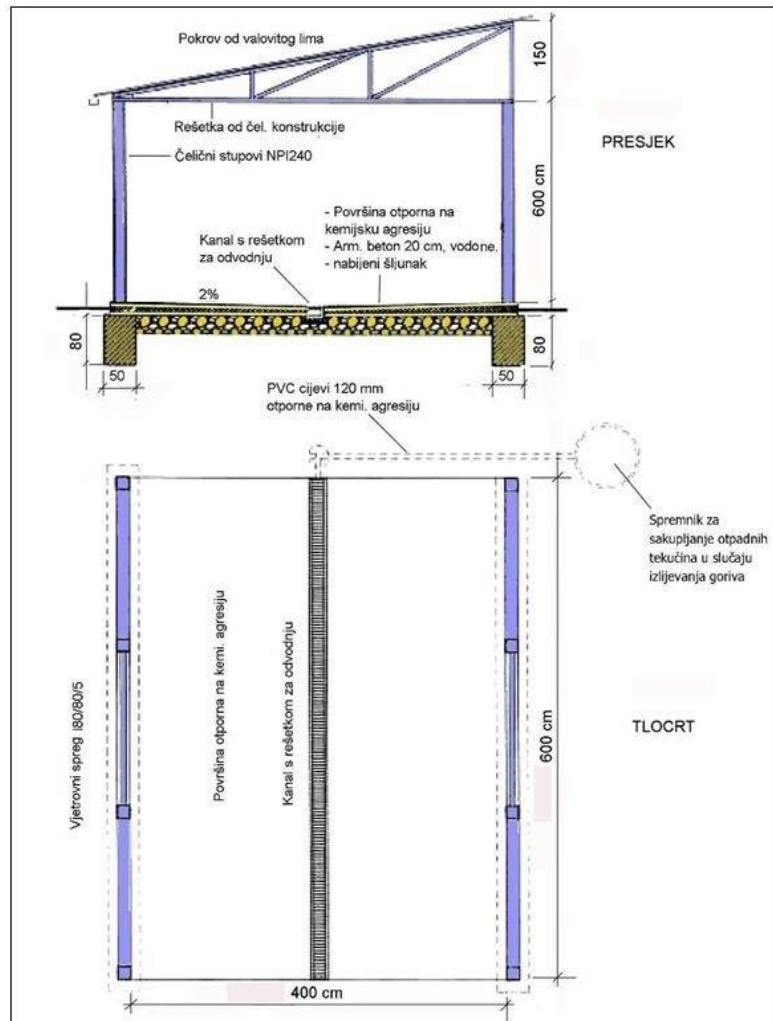 Pokrov od valovitog lima
150
Rešetka od čel. konstrukcije
Čelični stupovi NPI240
PRESJEK
600 cm
- Površina otporna na
kemijsku agresiju
- Arm. beton 20 cm, vodone.
- nabijeni šljunak
Kanal s rešetkom
za odvodnju
2%
80
80
50
50
PVC cijevi 120 mm
otporne na kemi. agresiju
Spremnik za
sakupljanje otpadnih
tekućina u slučaju
izlijevanja goriva
Vjetrovni spreg l80/80/5
Površina otporna na kemi. agresiju
Kanal s rešetkom za odvodnju
600 cm
TLOCRT
400 cm